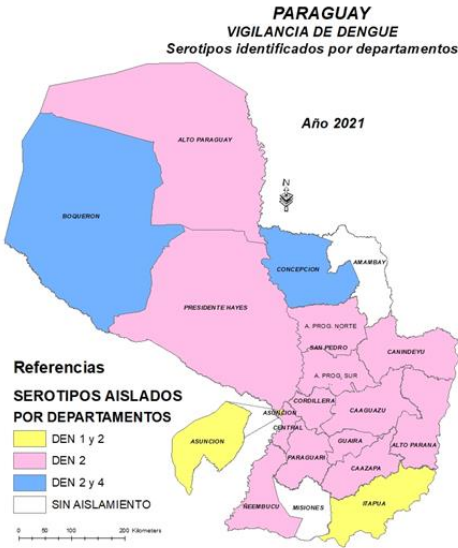 PARAGUAY
VIGILANCIA DE DENGUE
Serotipos identificados por departamentos
Año 2021
ALTO PARAGUAY
N
BOQUERON
CONCEPCION
AMAMBAY
PRESIDENTE HAYES
A. PROG. NORTE
SAN PEDRO
CANINDEYU
A. PROG. SUR
CORDILLERA
ASUNCION
CAAGUAZU
CENTRAL
ASUNCION
GUAIRA
ALTO PARANA
PARAGUARI
CAAZAPA
ÑEEMBUCU
MISIONES
ITAPUA
Referencias
SEROTIPOS AISLADOS
POR DEPARTAMENTOS
DEN 1 y 2
DEN 2
DEN 2 y 4
SIN AISLAMIENTO
0 50 100 200 Kilometers